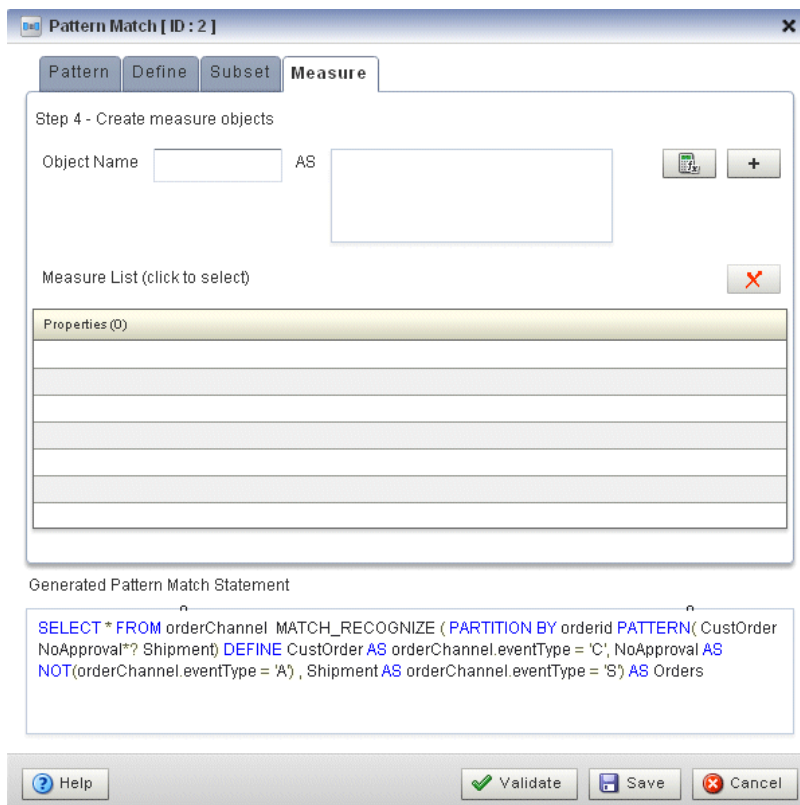 Pattern Match [ ID : 2 ]
Pattern Define Subset Measure
Step 4 - Create measure objects
Object Name AS
+
Measure List (click to select)
Properties (0)
Generated Pattern Match Statement
SELECT * FROM orderChannel MATCH_RECOGNIZE ( PARTITION BY orderid PATTERN( CustOrder
NoApproval*? Shipment) DEFINE CustOrder AS orderChannel.eventType = 'C', NoApproval AS
NOT(orderChannel.eventType = 'A') , Shipment AS orderChannel.eventType = 'S') AS Orders
Help Validate Save Cancel